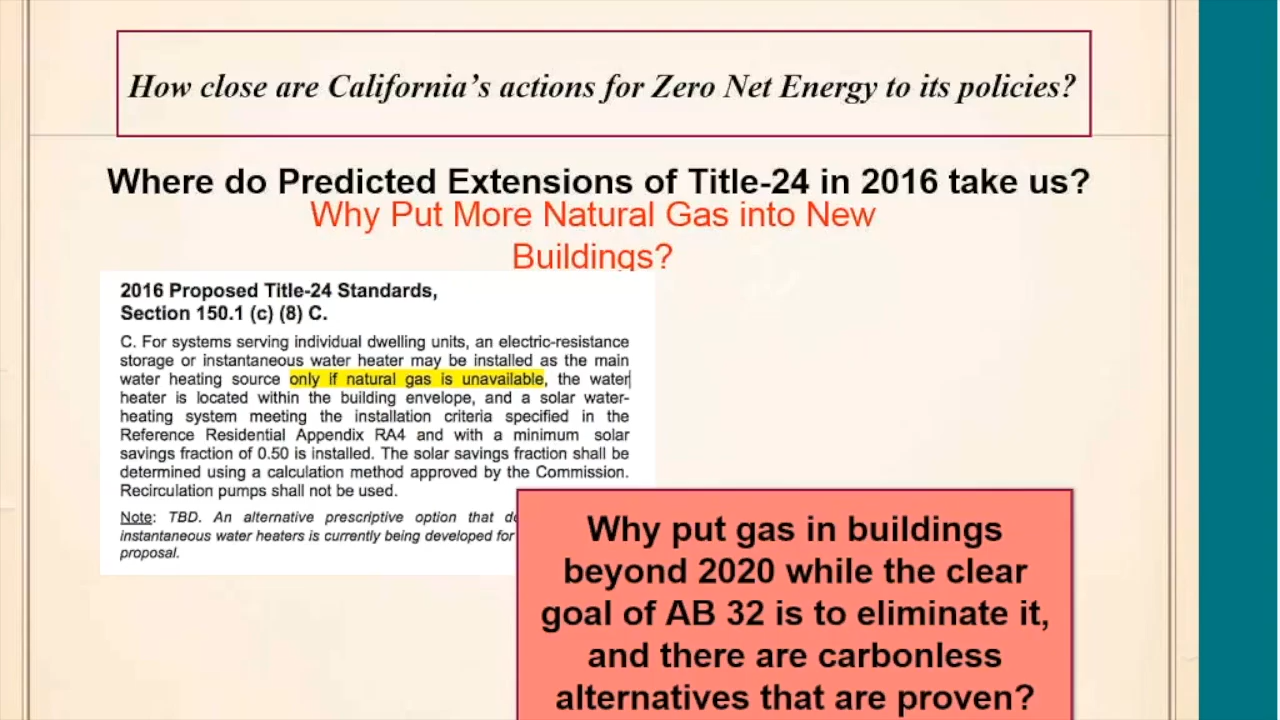 How close are California's actions for Zero Net Energy to its policies?
Where do Predicted Extensions of Title-24 in 2016 take us?
Why Put More Natural Gas into New
Buildings?
2016 Proposed Title-24 Standards,
Section 150.1 (c) (8) C.
C. For systems serving individual dwelling units, an electric-resistance
storage or instantaneous water heater may be installed as the main
water heating source only if natural gas is unavailable, the water
heater is located within the building envelope, and a solar water-
heating system meeting the installation criteria specified in the
Reference Residential Appendix RA4 and with a minimum solar
savings fraction of 0.50 is installed. The solar savings fraction shall be
determined using a calculation method approved by the Commission.
Recirculation pumps shall not be used.
Note: TBD. An alternative prescriptive option that
instantaneous water heaters is currently being developed for
proposal.
Why put gas in buildings
beyond 2020 while the clear
goal of AB 32 is to eliminate it,
and there are carbonless
alternatives that are proven?